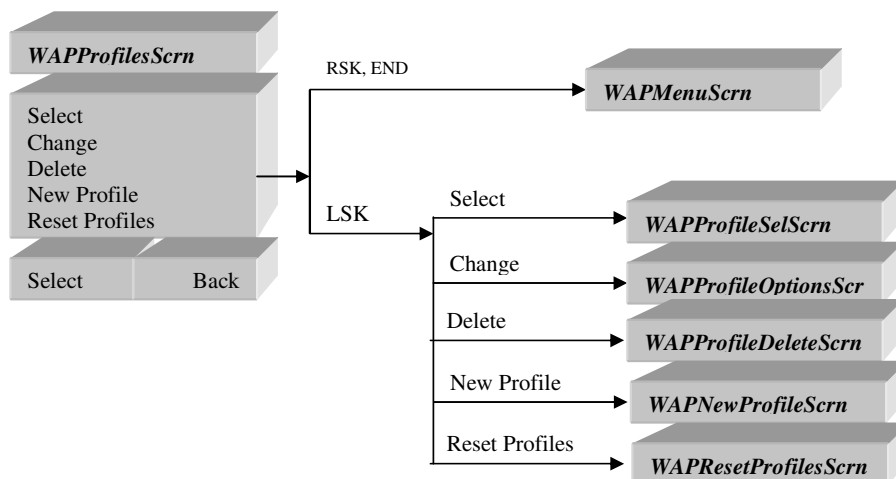 WAPProfilesScrn
Select
Change
Delete
New Profile
Reset Profiles
Select Back
RSK, END
WAPMenuScrn
LSK
Select
WAPProfileSelScrn
Change
WAPProfileOptionsScr
Delete
WAPProfileDeleteScrn
New Profile
WAPNewProfileScrn
Reset Profiles
WAPResetProfilesScrn